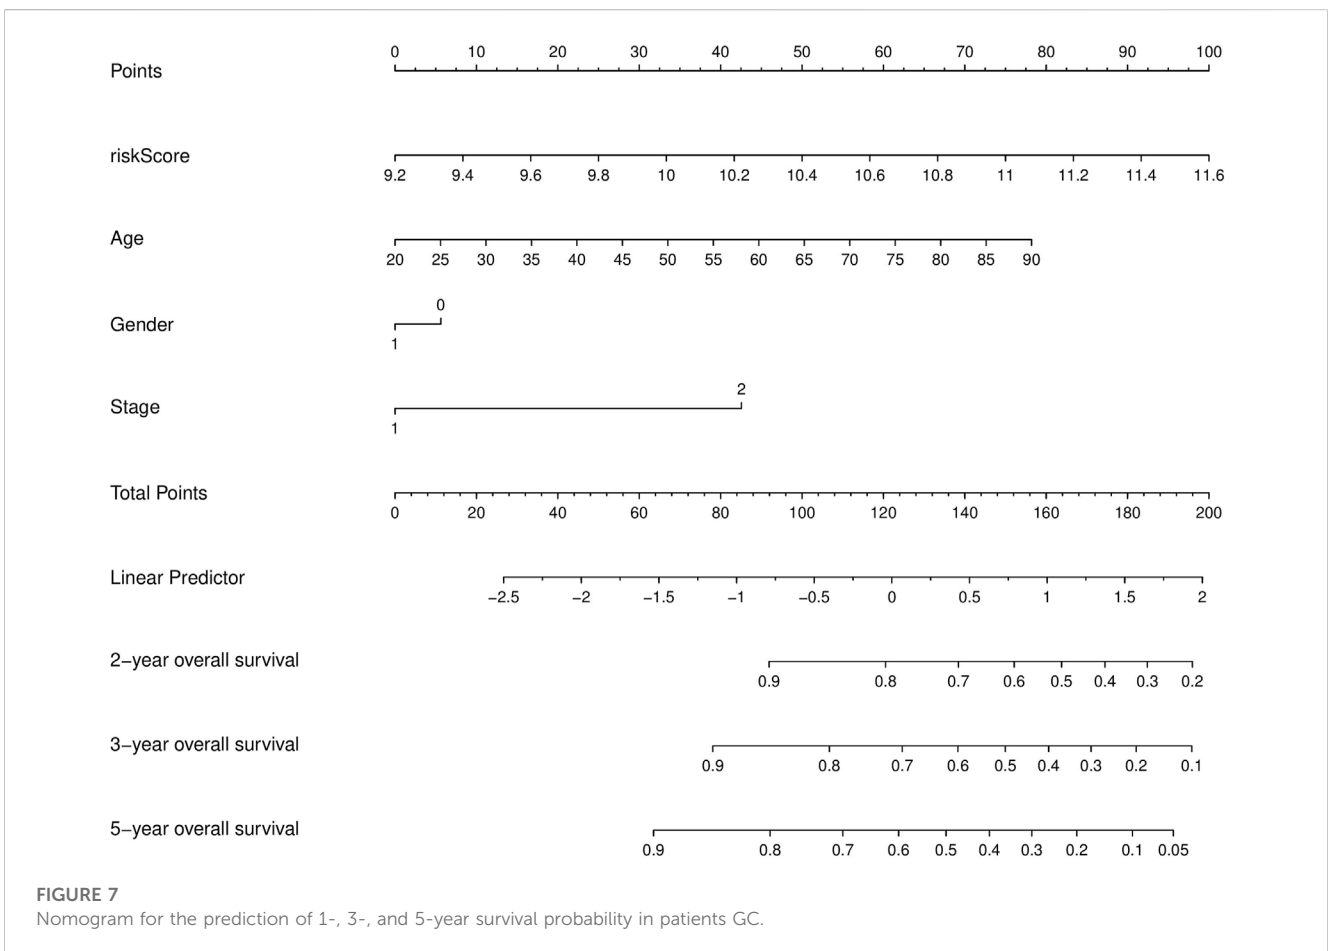 0 10 20 30 40 50 60 70 80 90 100
Points
riskScore
9.2 9.4 9.6 9.8 10 10.2 10.4 10.6 10.8 11 11.2 11.4 11.6
Age
20 25 30 35 40 45 50 55 60 65 70 75 80 85 90
0
Gender
1
2
Stage
1
Total Points
0 20 40 60 80 100 120 140 160 180 200
Linear Predictor
−2.5 −2 −1.5 −1 −0.5 0 0.5 1 1.5 2
2−year overall survival
0.9 0.8 0.7 0.6 0.5 0.4 0.3 0.2
3−year overall survival
0.9 0.8 0.7 0.6 0.5 0.4 0.3 0.2 0.1
5−year overall survival
0.9 0.8 0.7 0.6 0.5 0.4 0.3 0.2 0.1 0.05
FIGURE 7
Nomogram for the prediction of 1-, 3-, and 5-year survival probability in patients GC.